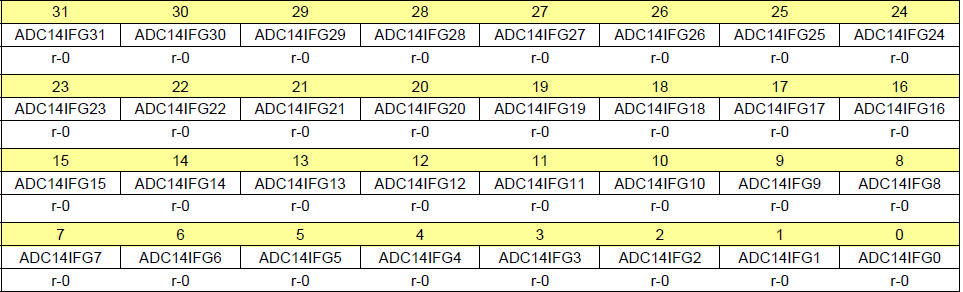 31 30 29 28 27 26 25 24
ADC14IFG31 ADC14IFG30 ADC14IFG29 ADC14IFG28 ADC14IFG27 ADC14IFG26 ADC14IFG25 ADC14IFG24
r-0 r-0 r-0 r-0 r-0 r-0 r-0 r-0
23 22 21 20 19 18 17 16
ADC14IFG23 ADC14IFG22 ADC14IFG21 ADC14IFG20 ADC14IFG19 ADC14IFG18 ADC14IFG17 ADC14IFG16
r-0 r-0 r-0 r-0 r-0 r-0 r-0 r-0
15 14 13 12 11 10 9 8
ADC14IFG15 ADC14IFG14 ADC14IFG13 ADC14IFG12 ADC14IFG11 ADC14IFG10 ADC14IFG9 ADC14IFG8
r-0 r-0 r-0 r-0 r-0 r-0 r-0 r-0
7 6 5 4 3 2 1 0
ADC14IFG7 ADC14IFG6 ADC14IFG5 ADC14IFG4 ADC14IFG3 ADC14IFG2 ADC14IFG1 ADC14IFG0
r-0 r-0 r-0 r-0 r-0 r-0 r-0 r-0